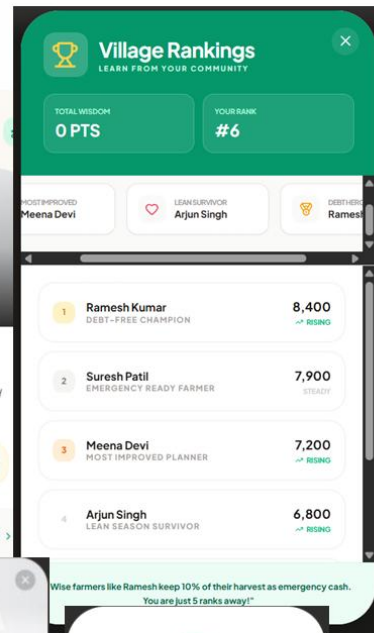 Village Rankings
LEARN FROM YOUR COMMUNITY
TOTAL WISDOM
0 PTS
YOUR RANK
#6
MOST IMPROVED
Meena Devi
LEAN SURVIVOR
Arjun Singh
DEBT HERO
Ramesh
1
Ramesh Kumar
DEBT-FREE CHAMPION
8,400
RISING
2
Suresh Patil
EMERGENCY READY FARMER
7,900
STEADY
3
Meena Devi
MOST IMPROVED PLANNER
7,200
RISING
4
Arjun Singh
LEAN SEASON SURVIVOR
6,800
RISING
Wise farmers like Ramesh keep 10% of their harvest as emergency cash.
You are just 5 ranks away!"